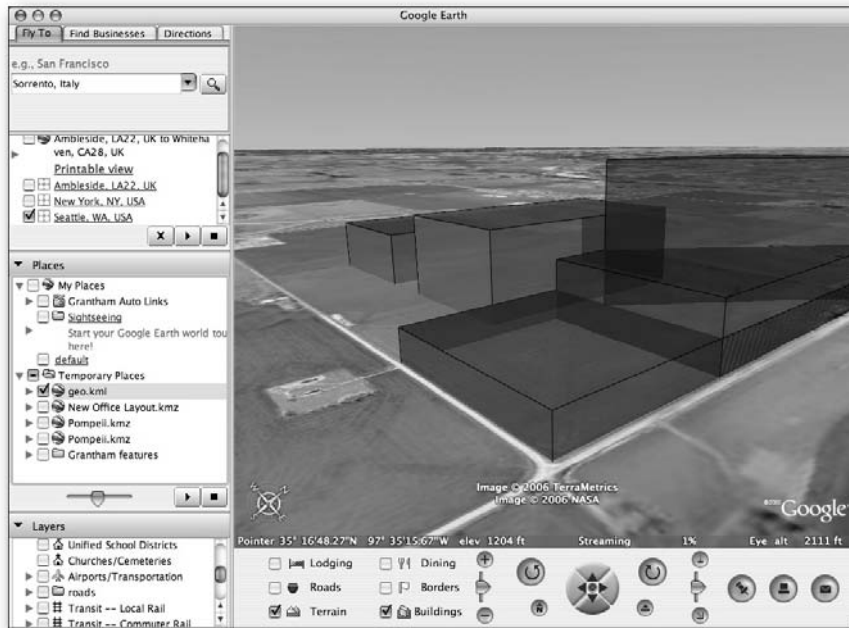 Google Earth
Fly To
Find Businesses
Directions
e.g., San Francisco
Sorrento, Italy
Ambleside, LA22, UK to Whiteha
ven, CA28, UK
Printable view
Ambleside, LA22, UK
New York, NY, USA
Seattle, WA, USA
Places
My Places
Grantham Auto Links
Sightseeing
Start your Google Earth world tou
here!
default
Temporary Places
geo.kml
New Office Layout.kmz
Pompeii.kmz
Pompeii.kmz
Grantham features
Layers
Unified School Districts
Churches/Cemeteries
Airports/Transportation
roads
Transit -- Local Rail
Transit -- Commuter Rail
Image © 2006 TerraMetrics
Image © 2006 NASA
Google
Pointer 35° 16'48.27"N 97° 35'15.67"W elev 1204 ft Streaming 1% Eye alt 2111 ft
Lodging
Dining
Roads
Borders
Terrain
Buildings